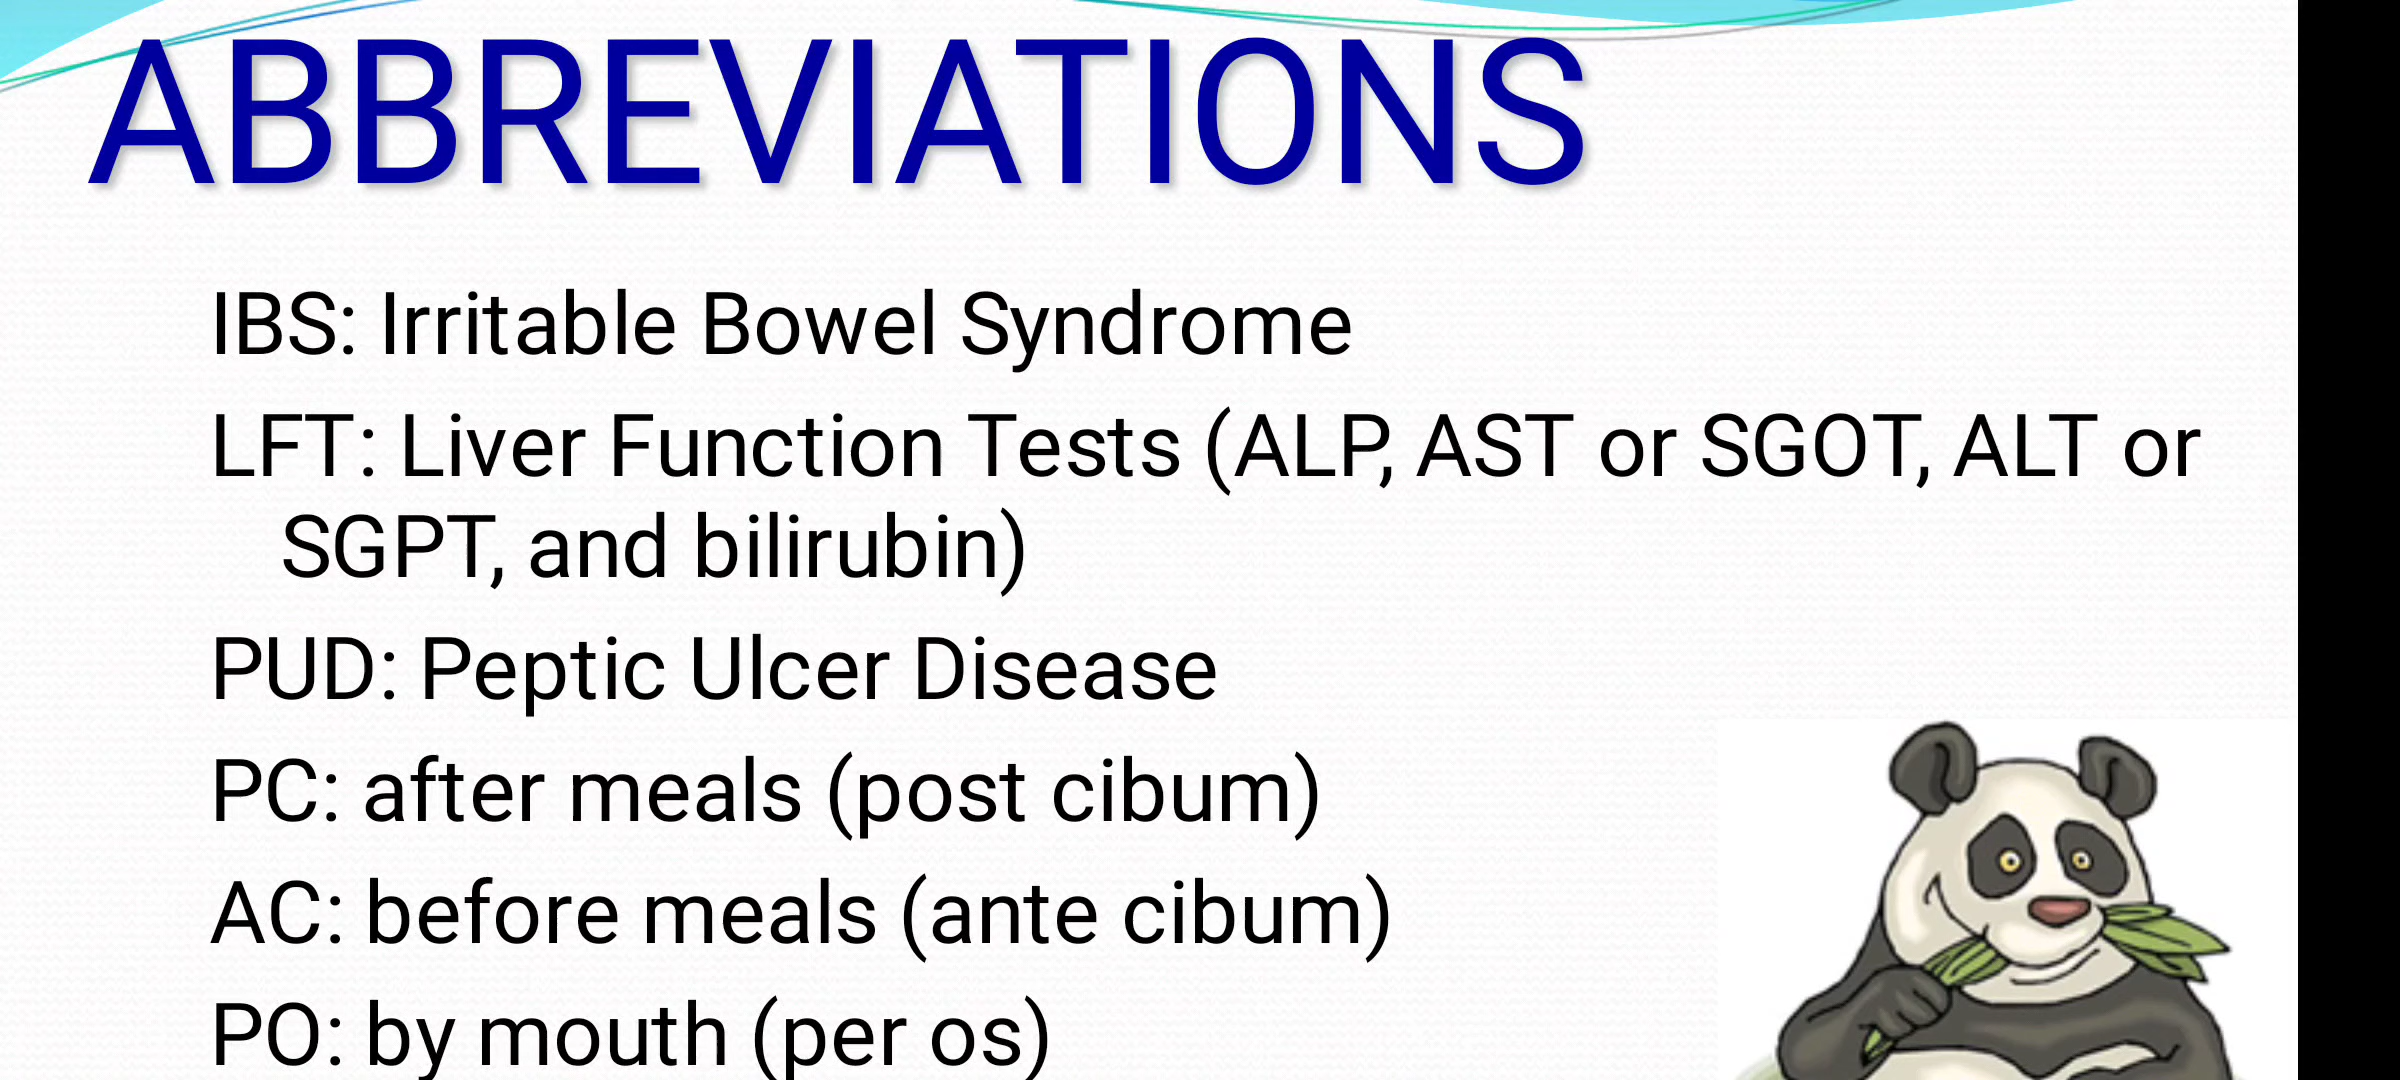 ABBREVIATIONS
IBS: Irritable Bowel Syndrome
LFT: Liver Function Tests (ALP, AST or SGOT, ALT or
SGPT, and bilirubin)
PUD: Peptic Ulcer Disease
PC: after meals (post cibum)
AC: before meals (ante cibum)
PO: by mouth (per os)